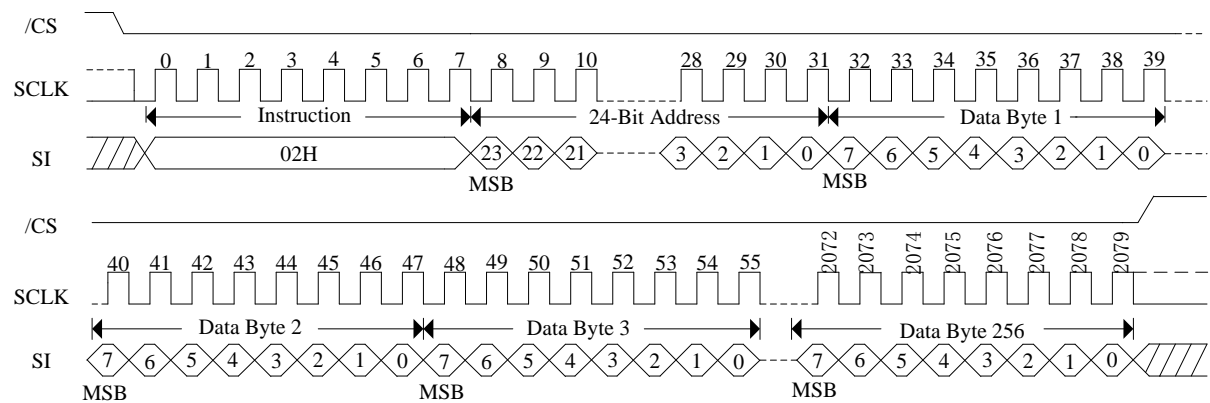 /CS
0 1 2 3 4 5 6 7 8 9 10 28 29 30 31 32 33 34 35 36 37 38 39
SCLK
Instruction 24-Bit Address Data Byte 1
SI 02H 23 22 21 3 2 1 0 7 6 5 4 3 2 1 0
MSB MSB
/CS
40 41 42 43 44 45 46 47 48 49 50 51 52 53 54 55 2072 2073 2074 2075 2076 2077 2078 2079
SCLK
Data Byte 2 Data Byte 3 Data Byte 256
SI 7 6 5 4 3 2 1 0 7 6 5 4 3 2 1 0 7 6 5 4 3 2 1 0
MSB MSB MSB